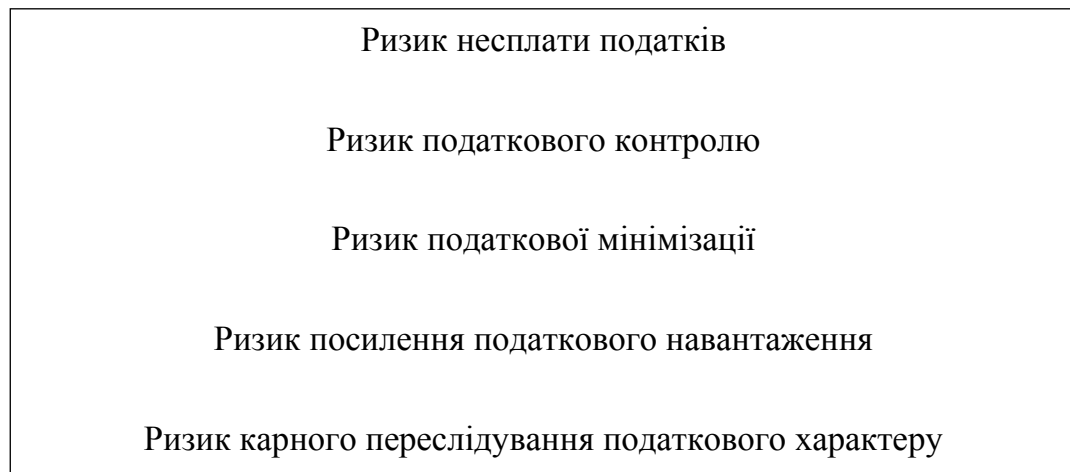 Ризик несплати податків
Ризик податкового контролю
Ризик податкової мінімізації
Ризик посилення податкового навантаження
Ризик карного переслідування податкового характеру